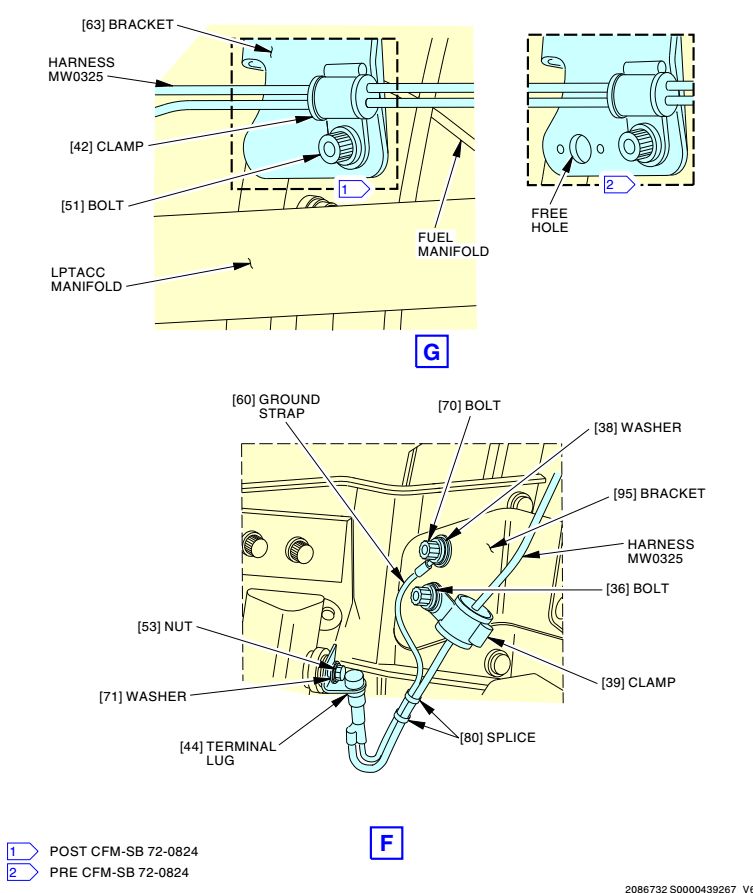 [63] BRACKET
HARNESS
MW0325
[42] CLAMP
[51] BOLT
LPTACC
MANIFOLD
FUEL
MANIFOLD
1
2
FREE
HOLE
G
[60] GROUND
STRAP
[70] BOLT
[38] WASHER
[95] BRACKET
HARNESS
MW0325
[36] BOLT
[53] NUT
[71] WASHER
[39] CLAMP
[44] TERMINAL
LUG
[80] SPLICE
F
1 POST CFM-SB 72-0824
2 PRE CFM-SB 72-0824
2086732 S0000439267